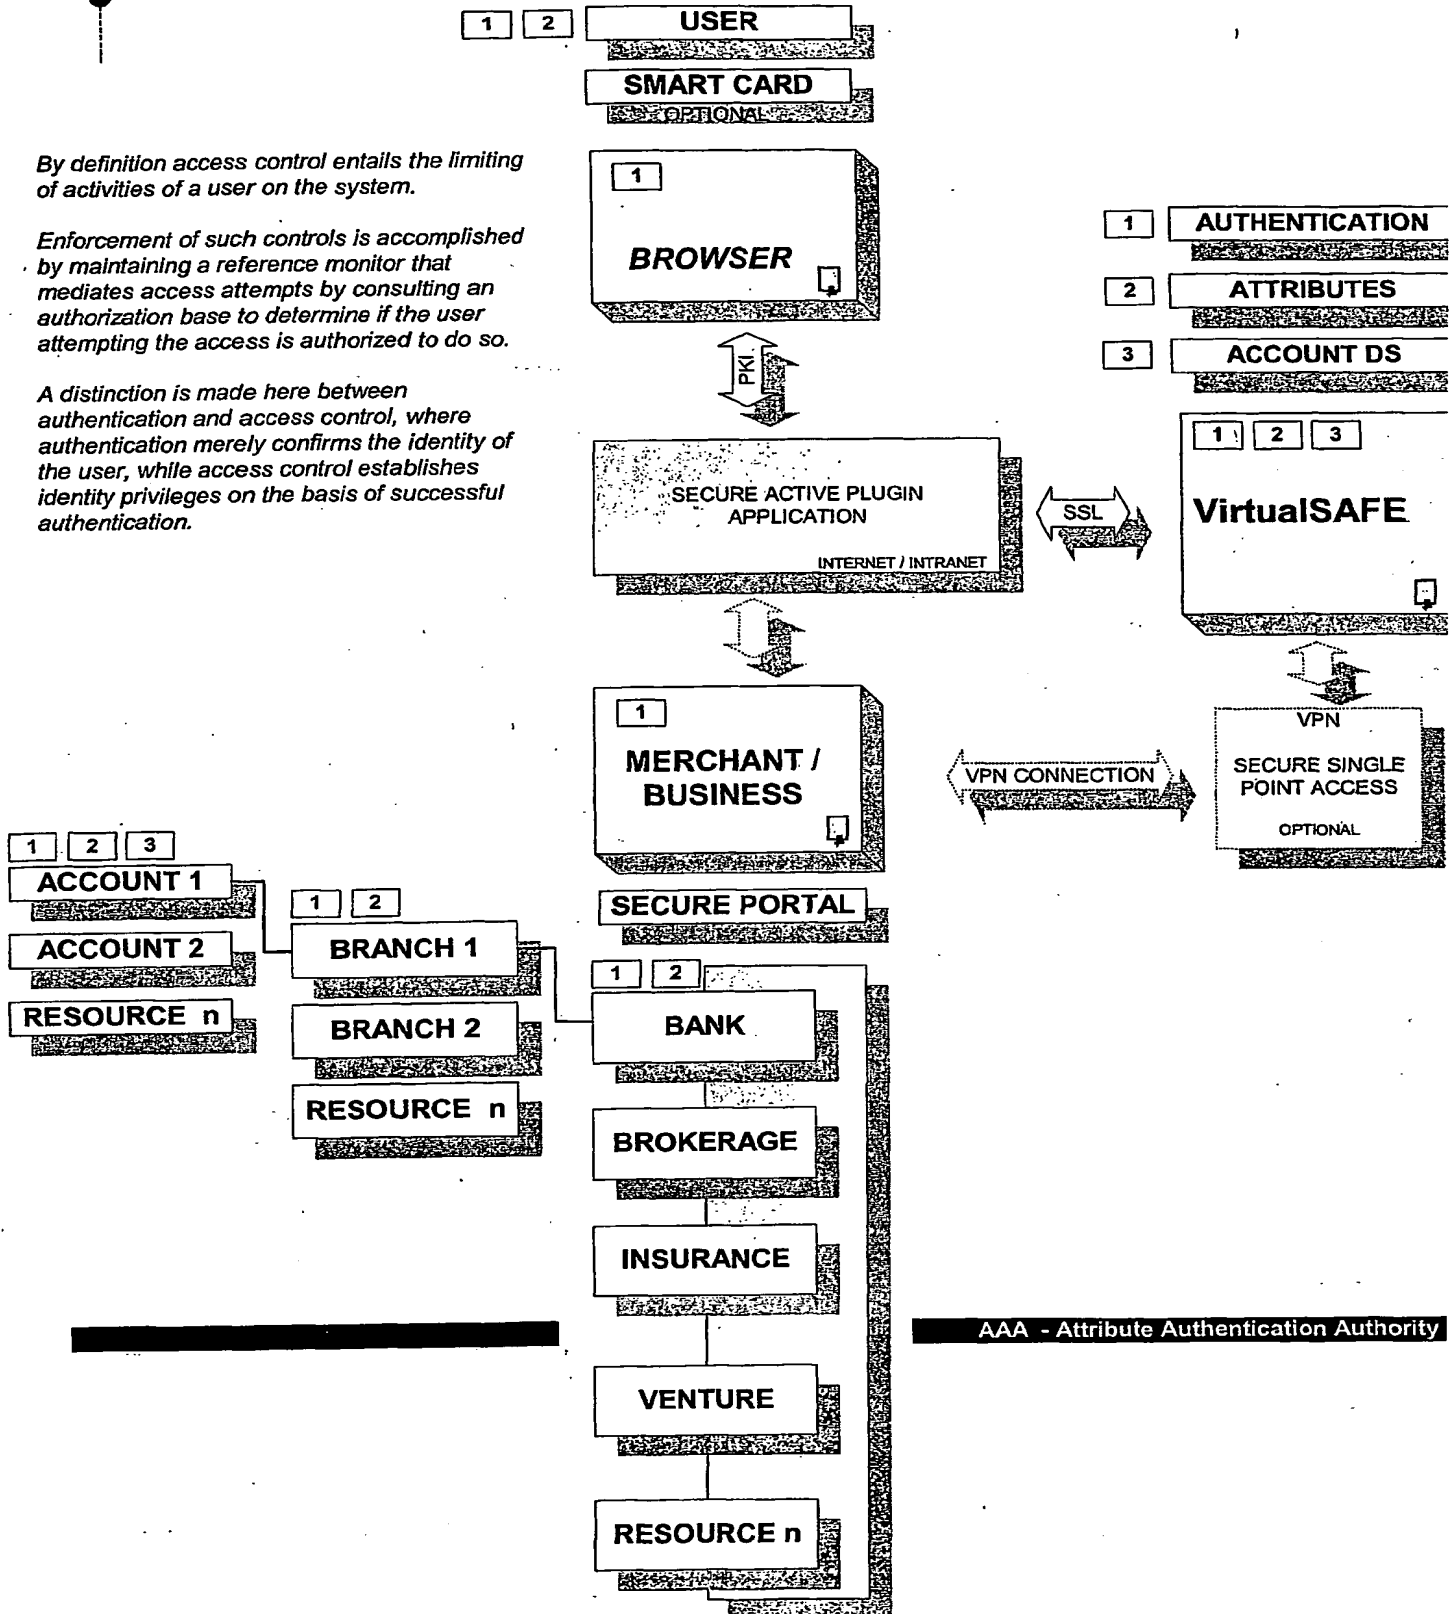 1 2 USER
SMART CARD
OPTIONAL
By definition access control entails the limiting
of activities of a user on the system.
Enforcement of such controls is accomplished
by maintaining a reference monitor that
mediates access attempts by consulting an
authorization base to determine if the user
attempting the access is authorized to do so.
A distinction is made here between
authentication and access control, where
authentication merely confirms the identity of
the user, while access control establishes
identity privileges on the basis of successful
authentication.
1
BROWSER
1 AUTHENTICATION
2 ATTRIBUTES
3 ACCOUNT DS
PKI
SECURE ACTIVE PLUGIN
APPLICATION
INTERNET / INTRANET
SSL
1 2 3
VirtualSAFE
1
MERCHANT /
BUSINESS
VPN CONNECTION
VPN
SECURE SINGLE
POINT ACCESS
OPTIONAL
SECURE PORTAL
1 2 3
ACCOUNT 1
ACCOUNT 2
RESOURCE n
1 2
BRANCH 1
BRANCH 2
RESOURCE n
1 2
BANK
BROKERAGE
INSURANCE
VENTURE
RESOURCE n
AAA - Attribute Authentication Authority